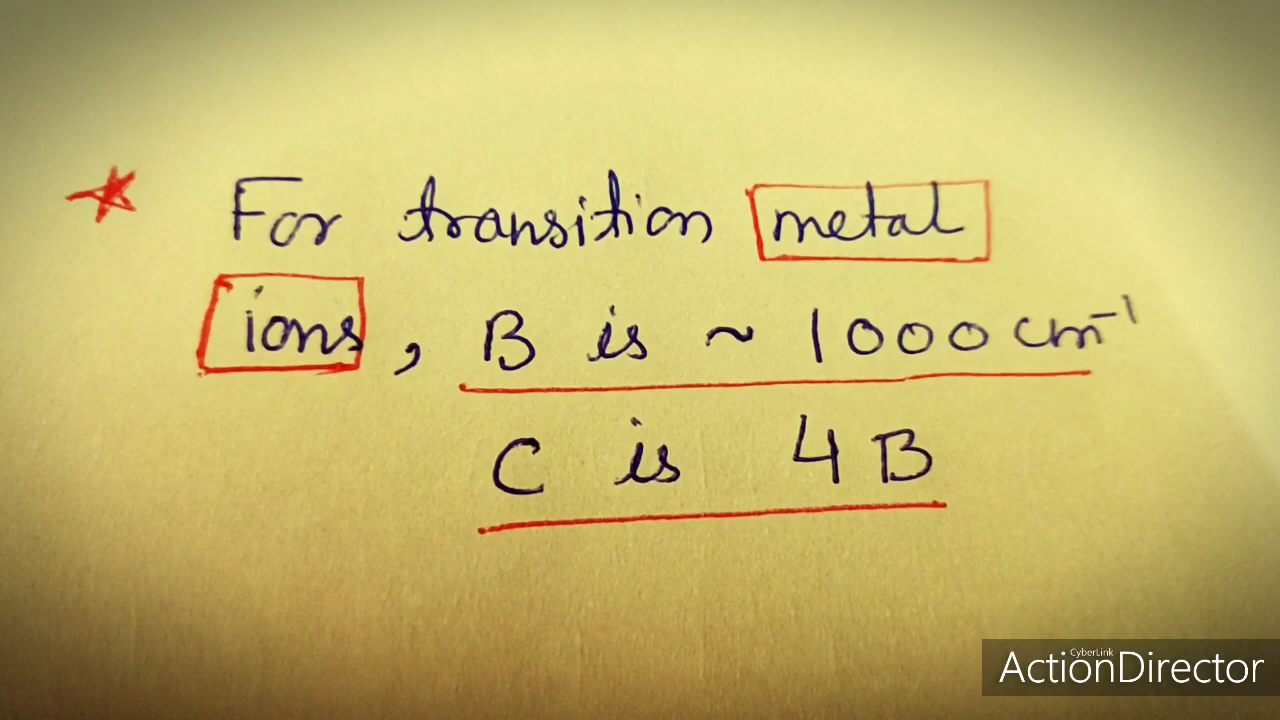 For transition metal
ions, B is ~ 1000 cm⁻¹
C is 4B
CyberLink
ActionDirector